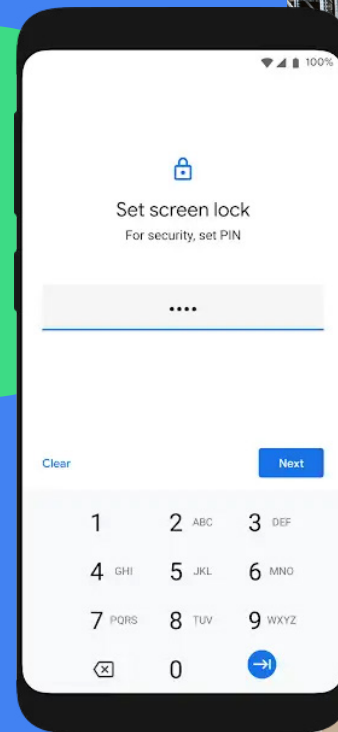 100%
Set screen lock
For security, set PIN
••••
Clear
Next
1
2 ABC
3 DEF
4 GHI
5 JKL
6 MNO
7 PQRS
8 TUV
9 WXYZ
0